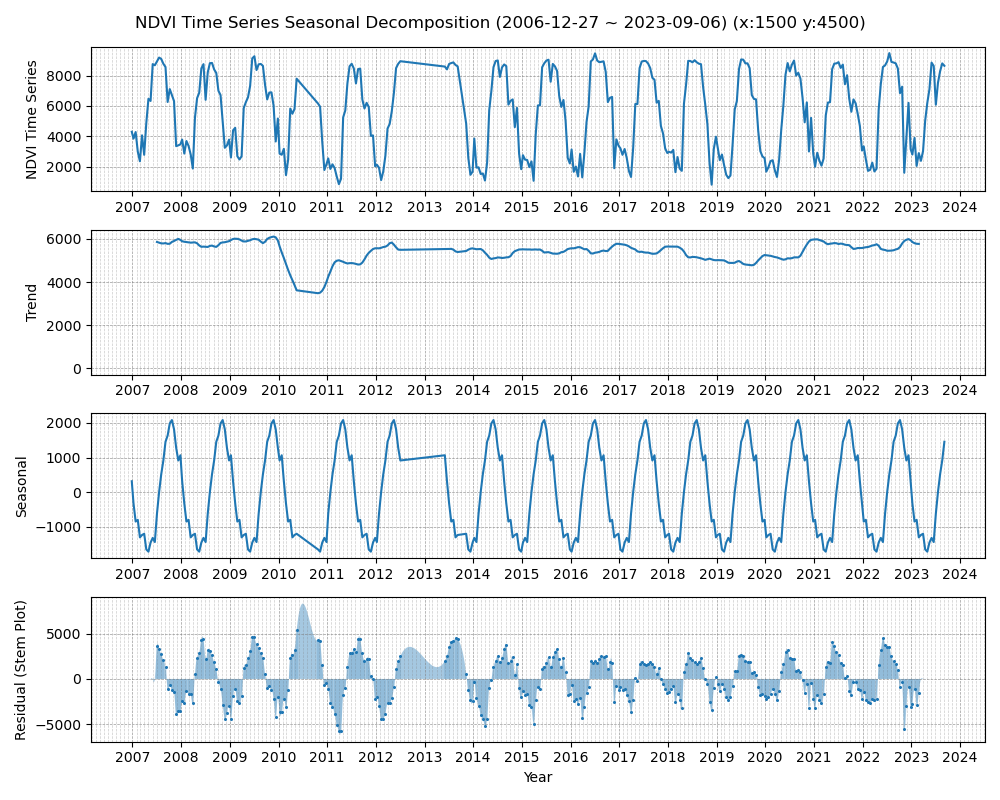 NDVI Time Series Seasonal Decomposition (2006-12-27 ~ 2023-09-06) (x:1500 y:4500)
NDVI Time Series
8000
6000
4000
2000
2007 2008 2009 2010 2011 2012 2013 2014 2015 2016 2017 2018 2019 2020 2021 2022 2023 2024
Trend
6000
4000
2000
0
2007 2008 2009 2010 2011 2012 2013 2014 2015 2016 2017 2018 2019 2020 2021 2022 2023 2024
Seasonal
2000
1000
0
−1000
2007 2008 2009 2010 2011 2012 2013 2014 2015 2016 2017 2018 2019 2020 2021 2022 2023 2024
Residual (Stem Plot)
5000
0
−5000
2007 2008 2009 2010 2011 2012 2013 2014 2015 2016 2017 2018 2019 2020 2021 2022 2023 2024
Year